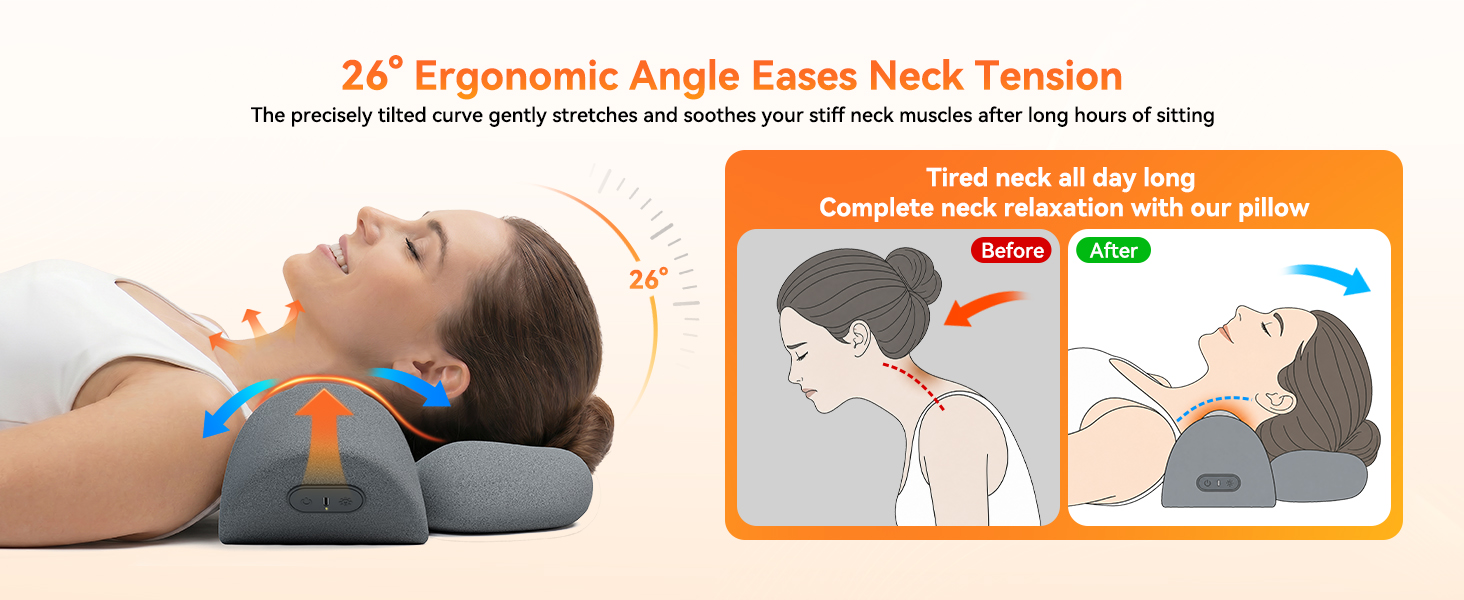 26° Ergonomic Angle Eases Neck Tension
The precisely tilted curve gently stretches and soothes your stiff neck muscles after long hours of sitting
26°
Tired neck all day long
Complete neck relaxation with our pillow
Before
After